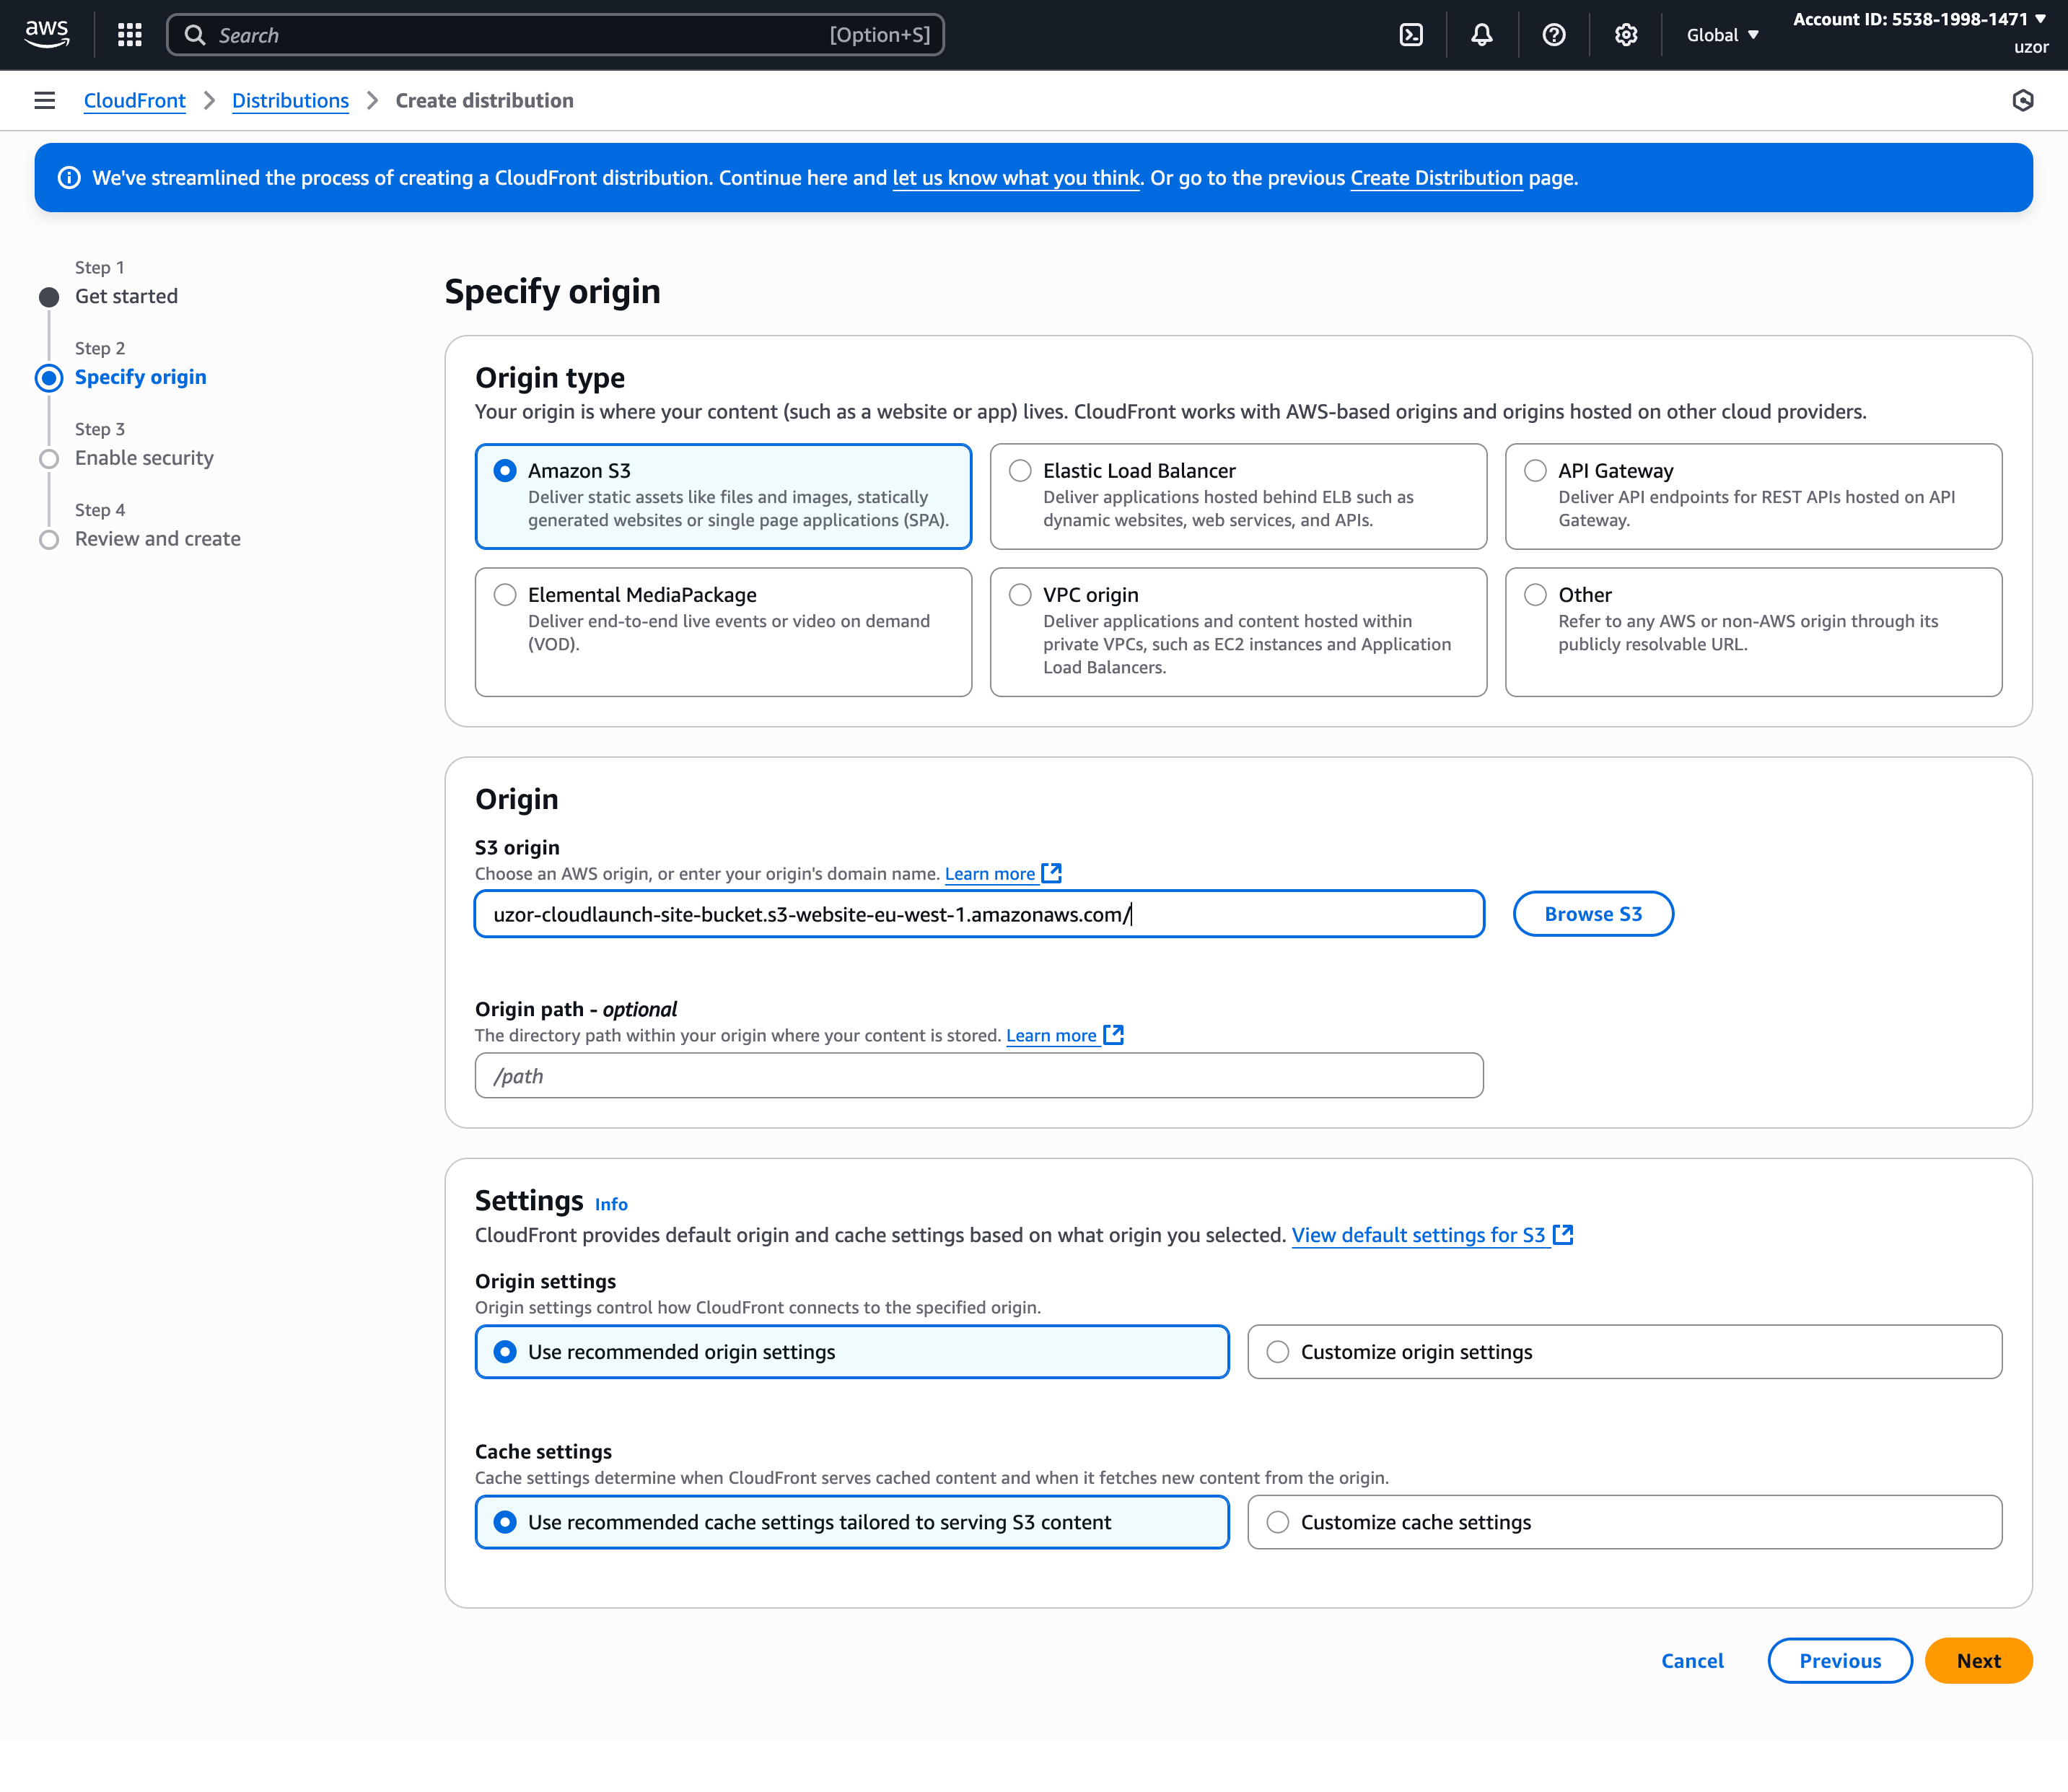 aws
Search
[Option+S]
Global ▼
Account ID: 5538-1998-1471 ▼
uzor
CloudFront > Distributions > Create distribution
We've streamlined the process of creating a CloudFront distribution. Continue here and let us know what you think. Or go to the previous Create Distribution page.
Step 1
Get started
Step 2
Specify origin
Step 3
Enable security
Step 4
Review and create
Specify origin
Origin type
Your origin is where your content (such as a website or app) lives. CloudFront works with AWS-based origins and origins hosted on other cloud providers.
Amazon S3
Deliver static assets like files and images, statically
generated websites or single page applications (SPA).
Elastic Load Balancer
Deliver applications hosted behind ELB such as
dynamic websites, web services, and APIs.
API Gateway
Deliver API endpoints for REST APIs hosted on API
Gateway.
Elemental MediaPackage
Deliver end-to-end live events or video on demand
(VOD).
VPC origin
Deliver applications and content hosted within
private VPCs, such as EC2 instances and Application
Load Balancers.
Other
Refer to any AWS or non-AWS origin through its
publicly resolvable URL.
Origin
S3 origin
Choose an AWS origin, or enter your origin's domain name. Learn more
uzor-cloudlaunch-site-bucket.s3-website-eu-west-1.amazonaws.com/
Browse S3
Origin path - optional
The directory path within your origin where your content is stored. Learn more
/path
Settings Info
CloudFront provides default origin and cache settings based on what origin you selected. View default settings for S3
Origin settings
Origin settings control how CloudFront connects to the specified origin.
Use recommended origin settings
Customize origin settings
Cache settings
Cache settings determine when CloudFront serves cached content and when it fetches new content from the origin.
Use recommended cache settings tailored to serving S3 content
Customize cache settings
Cancel
Previous
Next